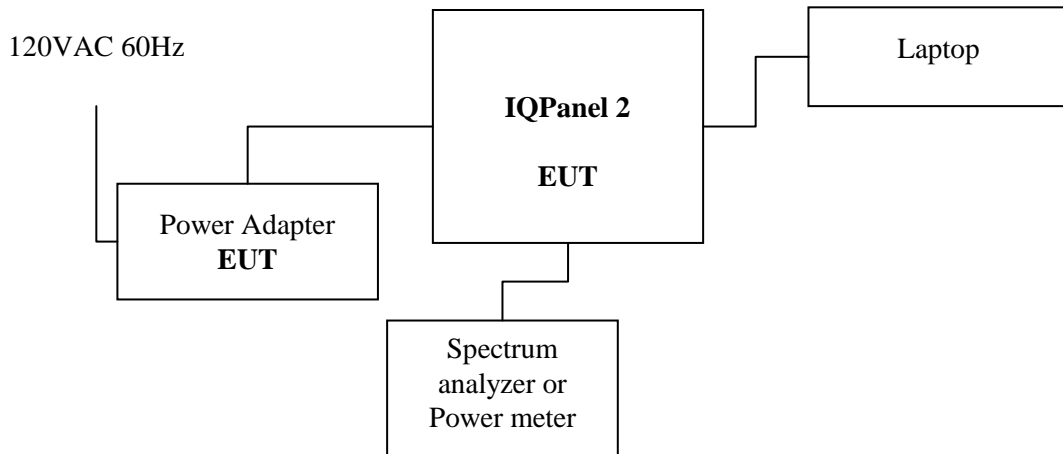 120VAC 60Hz
IQPanel 2
EUT
Laptop
Power Adapter
EUT
Spectrum
analyzer or
Power meter